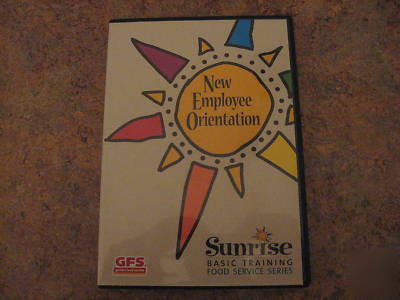 New
Employee
Orientation
Sunrise
BASIC TRAINING
FOOD SERVICE SERIES
GFS